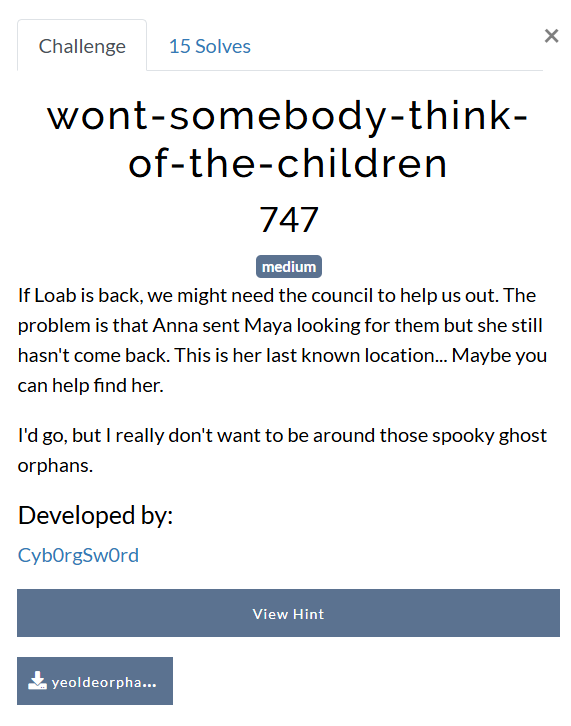 Challenge
15 Solves
×
wont-somebody-think-
of-the-children
747
medium
If Loab is back, we might need the council to help us out. The
problem is that Anna sent Maya looking for them but she still
hasn't come back. This is her last known location... Maybe you
can help find her.
I'd go, but I really don't want to be around those spooky ghost
orphans.
Developed by:
Cyb0rgSw0rd
View Hint
yeoldeorpha...